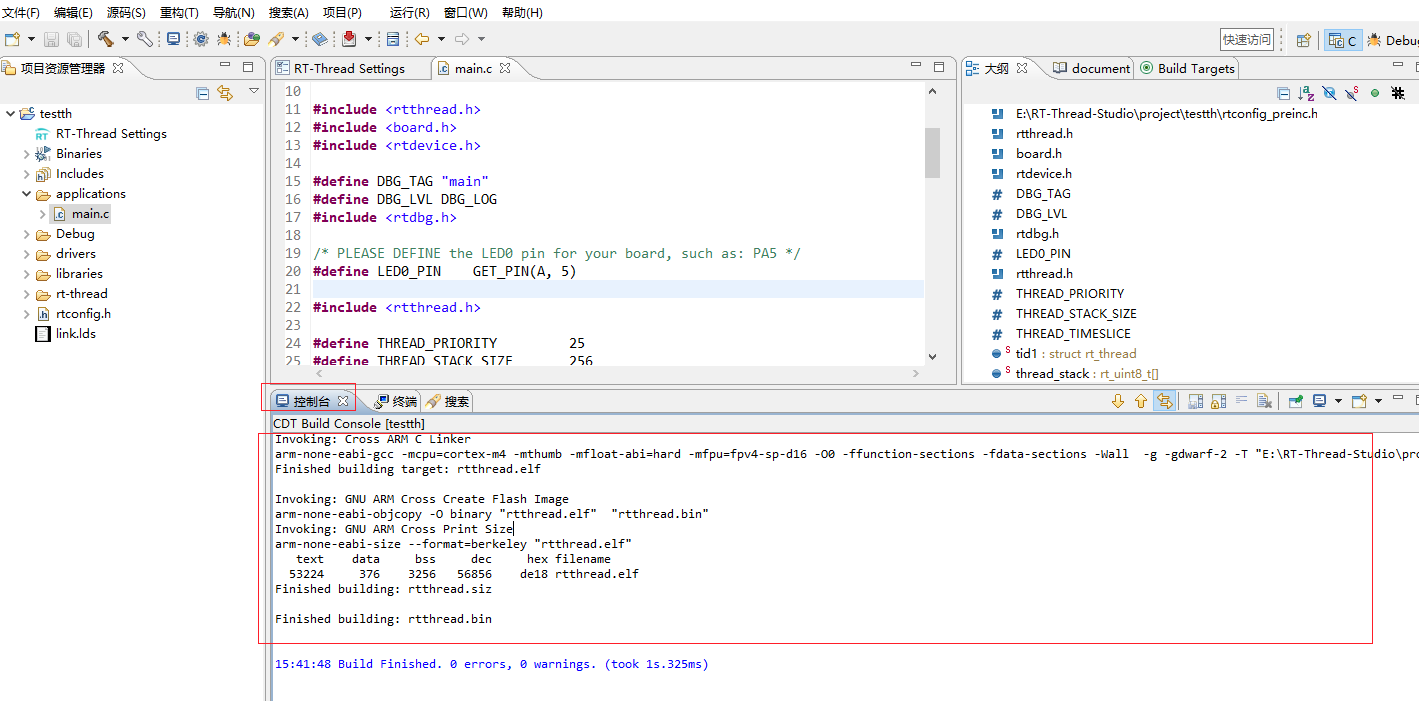 文件(F) 编辑(E) 源码(S) 重构(T) 导航(N) 搜索(A) 项目(P) 运行(R) 窗口(W) 帮助(H)
快速访问
C
Debug
项目资源管理器
testth
RT-Thread Settings
Binaries
Includes
applications
main.c
Debug
drivers
libraries
rt-thread
rtconfig.h
link.lds
RT-Thread Settings
main.c
10
11 #include <rtthread.h>
12 #include <board.h>
13 #include <rtdevice.h>
14
15 #define DBG_TAG "main"
16 #define DBG_LVL DBG_LOG
17 #include <rtdbg.h>
18
19 /* PLEASE DEFINE the LED0 pin for your board, such as: PA5 */
20 #define LED0_PIN    GET_PIN(A, 5)
21
22 #include <rtthread.h>
23
24 #define THREAD_PRIORITY         25
25 #define THREAD_STACK_SIZE       256
大纲
document
Build Targets
E:\RT-Thread-Studio\project\testth\rtconfig_preinc.h
rtthread.h
board.h
rtdevice.h
DBG_TAG
DBG_LVL
rtdbg.h
LED0_PIN
rtthread.h
THREAD_PRIORITY
THREAD_STACK_SIZE
THREAD_TIMESLICE
tid1 : struct rt_thread
thread_stack : rt_uint8_t[]
控制台
终端
搜索
CDT Build Console [testth]
Invoking: Cross ARM C Linker
arm-none-eabi-gcc -mcpu=cortex-m4 -mthumb -mfloat-abi=hard -mfpu=fpv4-sp-d16 -O0 -ffunction-sections -fdata-sections -Wall  -g -gdwarf-2 -T "E:\RT-Thread-Studio\pro
Finished building target: rtthread.elf
Invoking: GNU ARM Cross Create Flash Image
arm-none-eabi-objcopy -O binary "rtthread.elf"  "rtthread.bin"
Invoking: GNU ARM Cross Print Size
arm-none-eabi-size --format=berkeley "rtthread.elf"
   text    data     bss     dec     hex filename
  53224     376    3256   56856    de18 rtthread.elf
Finished building: rtthread.siz
Finished building: rtthread.bin
15:41:48 Build Finished. 0 errors, 0 warnings. (took 1s.325ms)